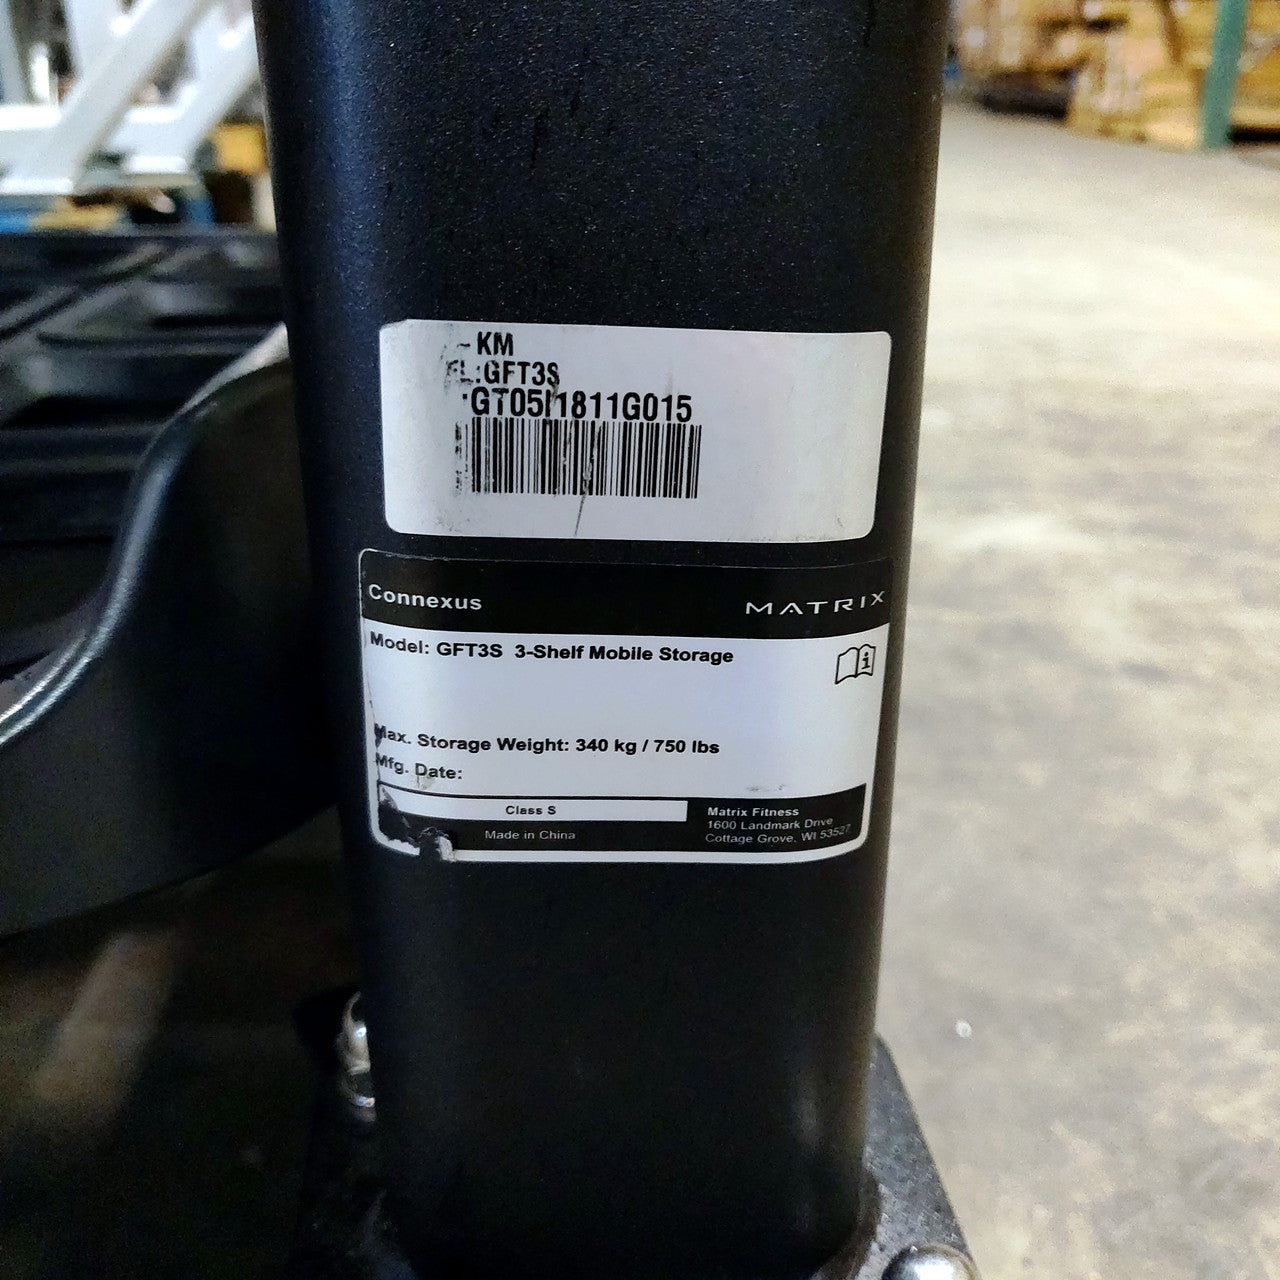 KM
:GFT3S
GT05I1811G015
Connexus MATRIX
Model: GFT3S 3-Shelf Mobile Storage
Max. Storage Weight: 340 kg / 750 lbs
Mfg. Date:
Class S
Made in China
Matrix Fitness
1600 Landmark Drive
Cottage Grove, WI 53527